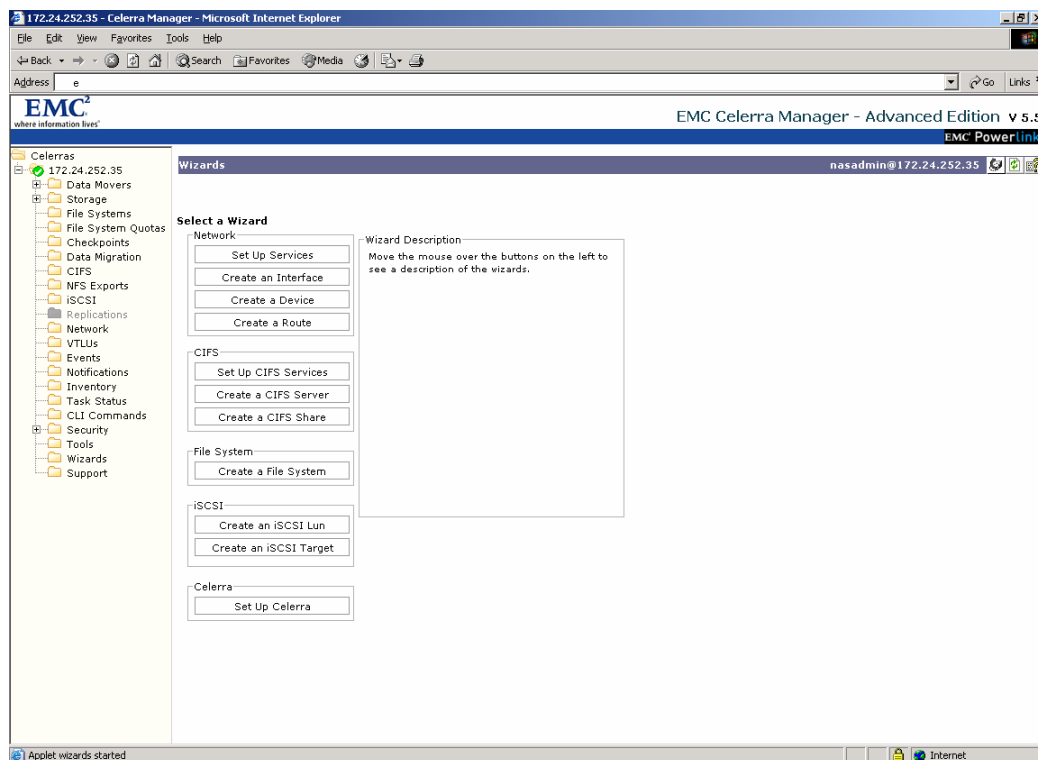 172.24.252.35 - Celerra Manager - Microsoft Internet Explorer
File Edit View Favorites Tools Help
Back Search Favorites Media
Address e Go Links
EMC²
where information lives®
EMC Celerra Manager - Advanced Edition v 5.5
EMC Powerlink
Celerras
172.24.252.35
Data Movers
Storage
File Systems
File System Quotas
Checkpoints
Data Migration
CIFS
NFS Exports
iSCSI
Replications
Network
VTLUs
Events
Notifications
Inventory
Task Status
CLI Commands
Security
Tools
Wizards
Support
Wizards nasadmin@172.24.252.35
Select a Wizard
Network
Set Up Services
Create an Interface
Create a Device
Create a Route
CIFS
Set Up CIFS Services
Create a CIFS Server
Create a CIFS Share
File System
Create a File System
iSCSI
Create an iSCSI Lun
Create an iSCSI Target
Celerra
Set Up Celerra
Wizard Description
Move the mouse over the buttons on the left to
see a description of the wizards.
Applet wizards started Internet